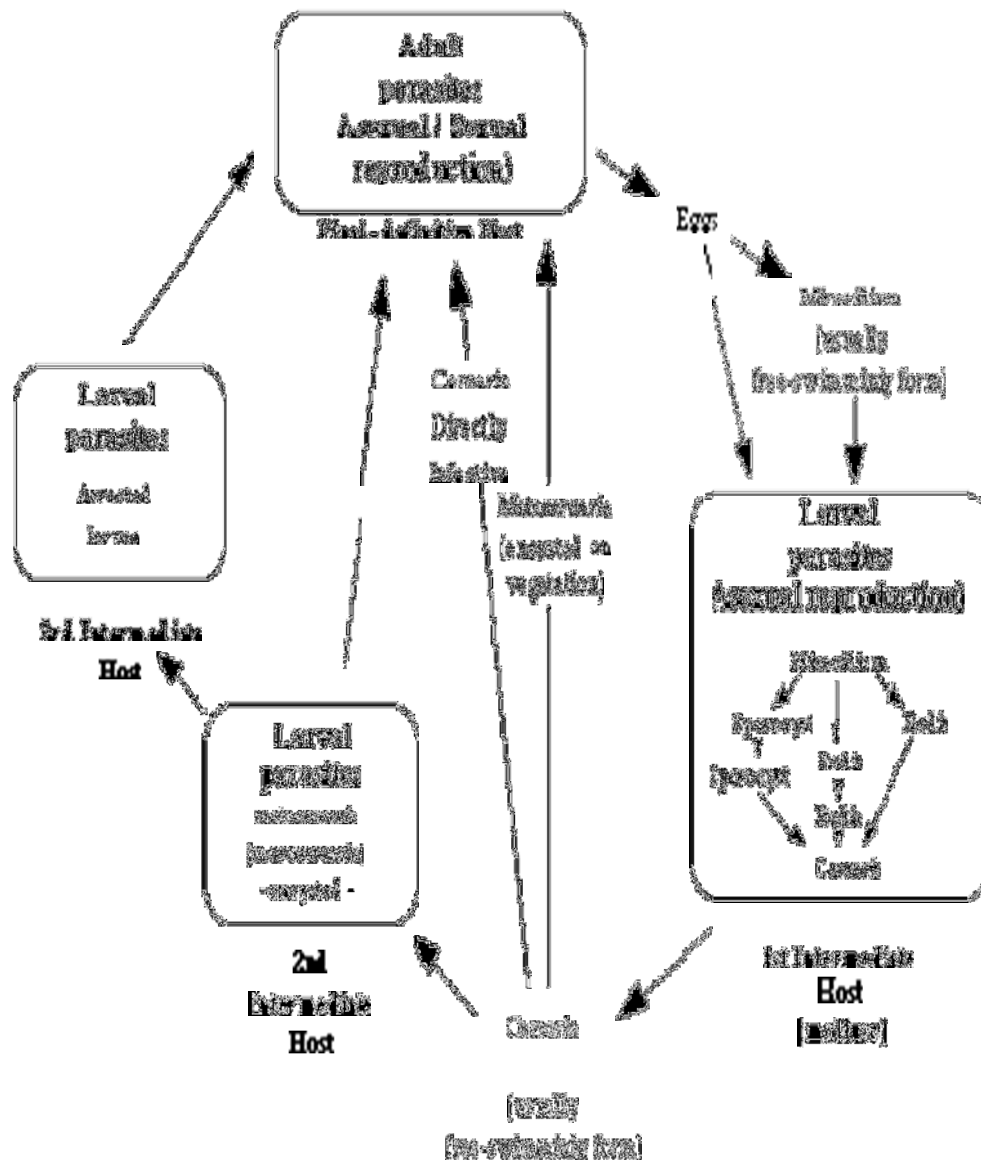 Adult
parasites
Asexual / Sexual
reproduction)
Final - definitive Host
Eggs
Miracidium
(usually
free-swimming form)
Larval
parasites
Arrested
larvae
3rd. Intermediate
Host
Cercaria
Directly
Infective
Metacercaria
(encysted on
vegetation)
Larval
parasites
(asexual reproduction)
Miracidium
Sporocyst
Redia
Sporocyst
Redia
Redia
Cercaria
1st Intermediate
Host
(mollusc)
Larval
parasites
-encysted -
2nd
Intermediate
Host
Cercaria
(usually
free-swimming form)